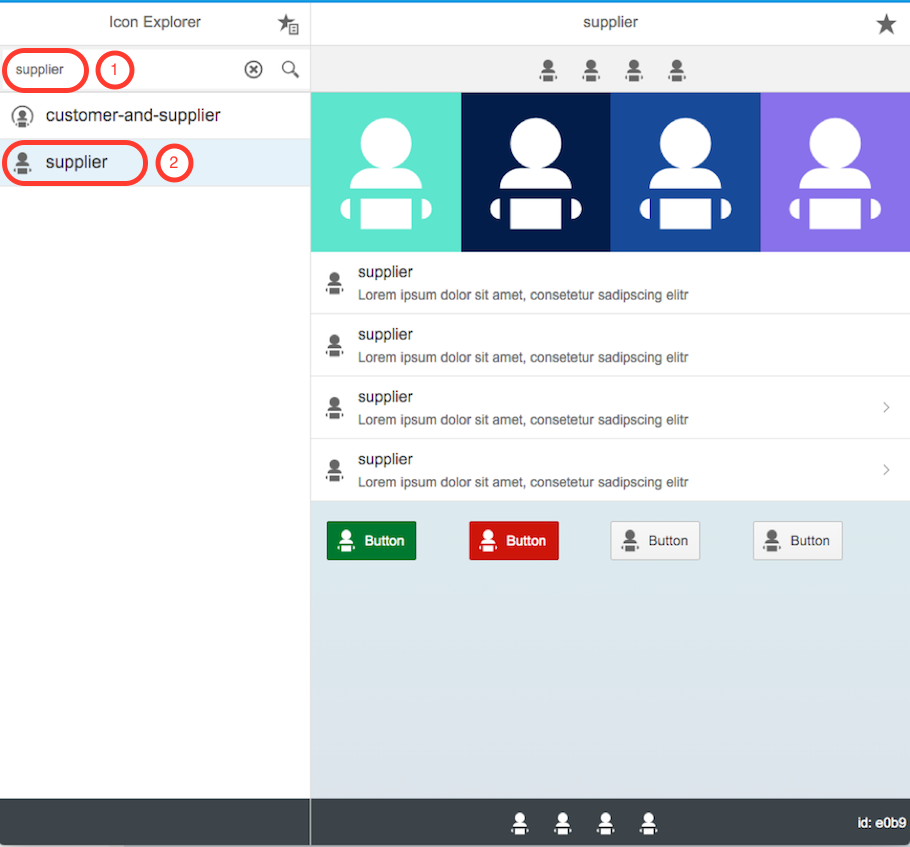 Icon Explorer
supplier
supplier
1
customer-and-supplier
supplier
2
supplier
Lorem ipsum dolor sit amet, consetetur sadipscing elitr
supplier
Lorem ipsum dolor sit amet, consetetur sadipscing elitr
supplier
Lorem ipsum dolor sit amet, consetetur sadipscing elitr
supplier
Lorem ipsum dolor sit amet, consetetur sadipscing elitr
Button
Button
Button
Button
id: e0b9